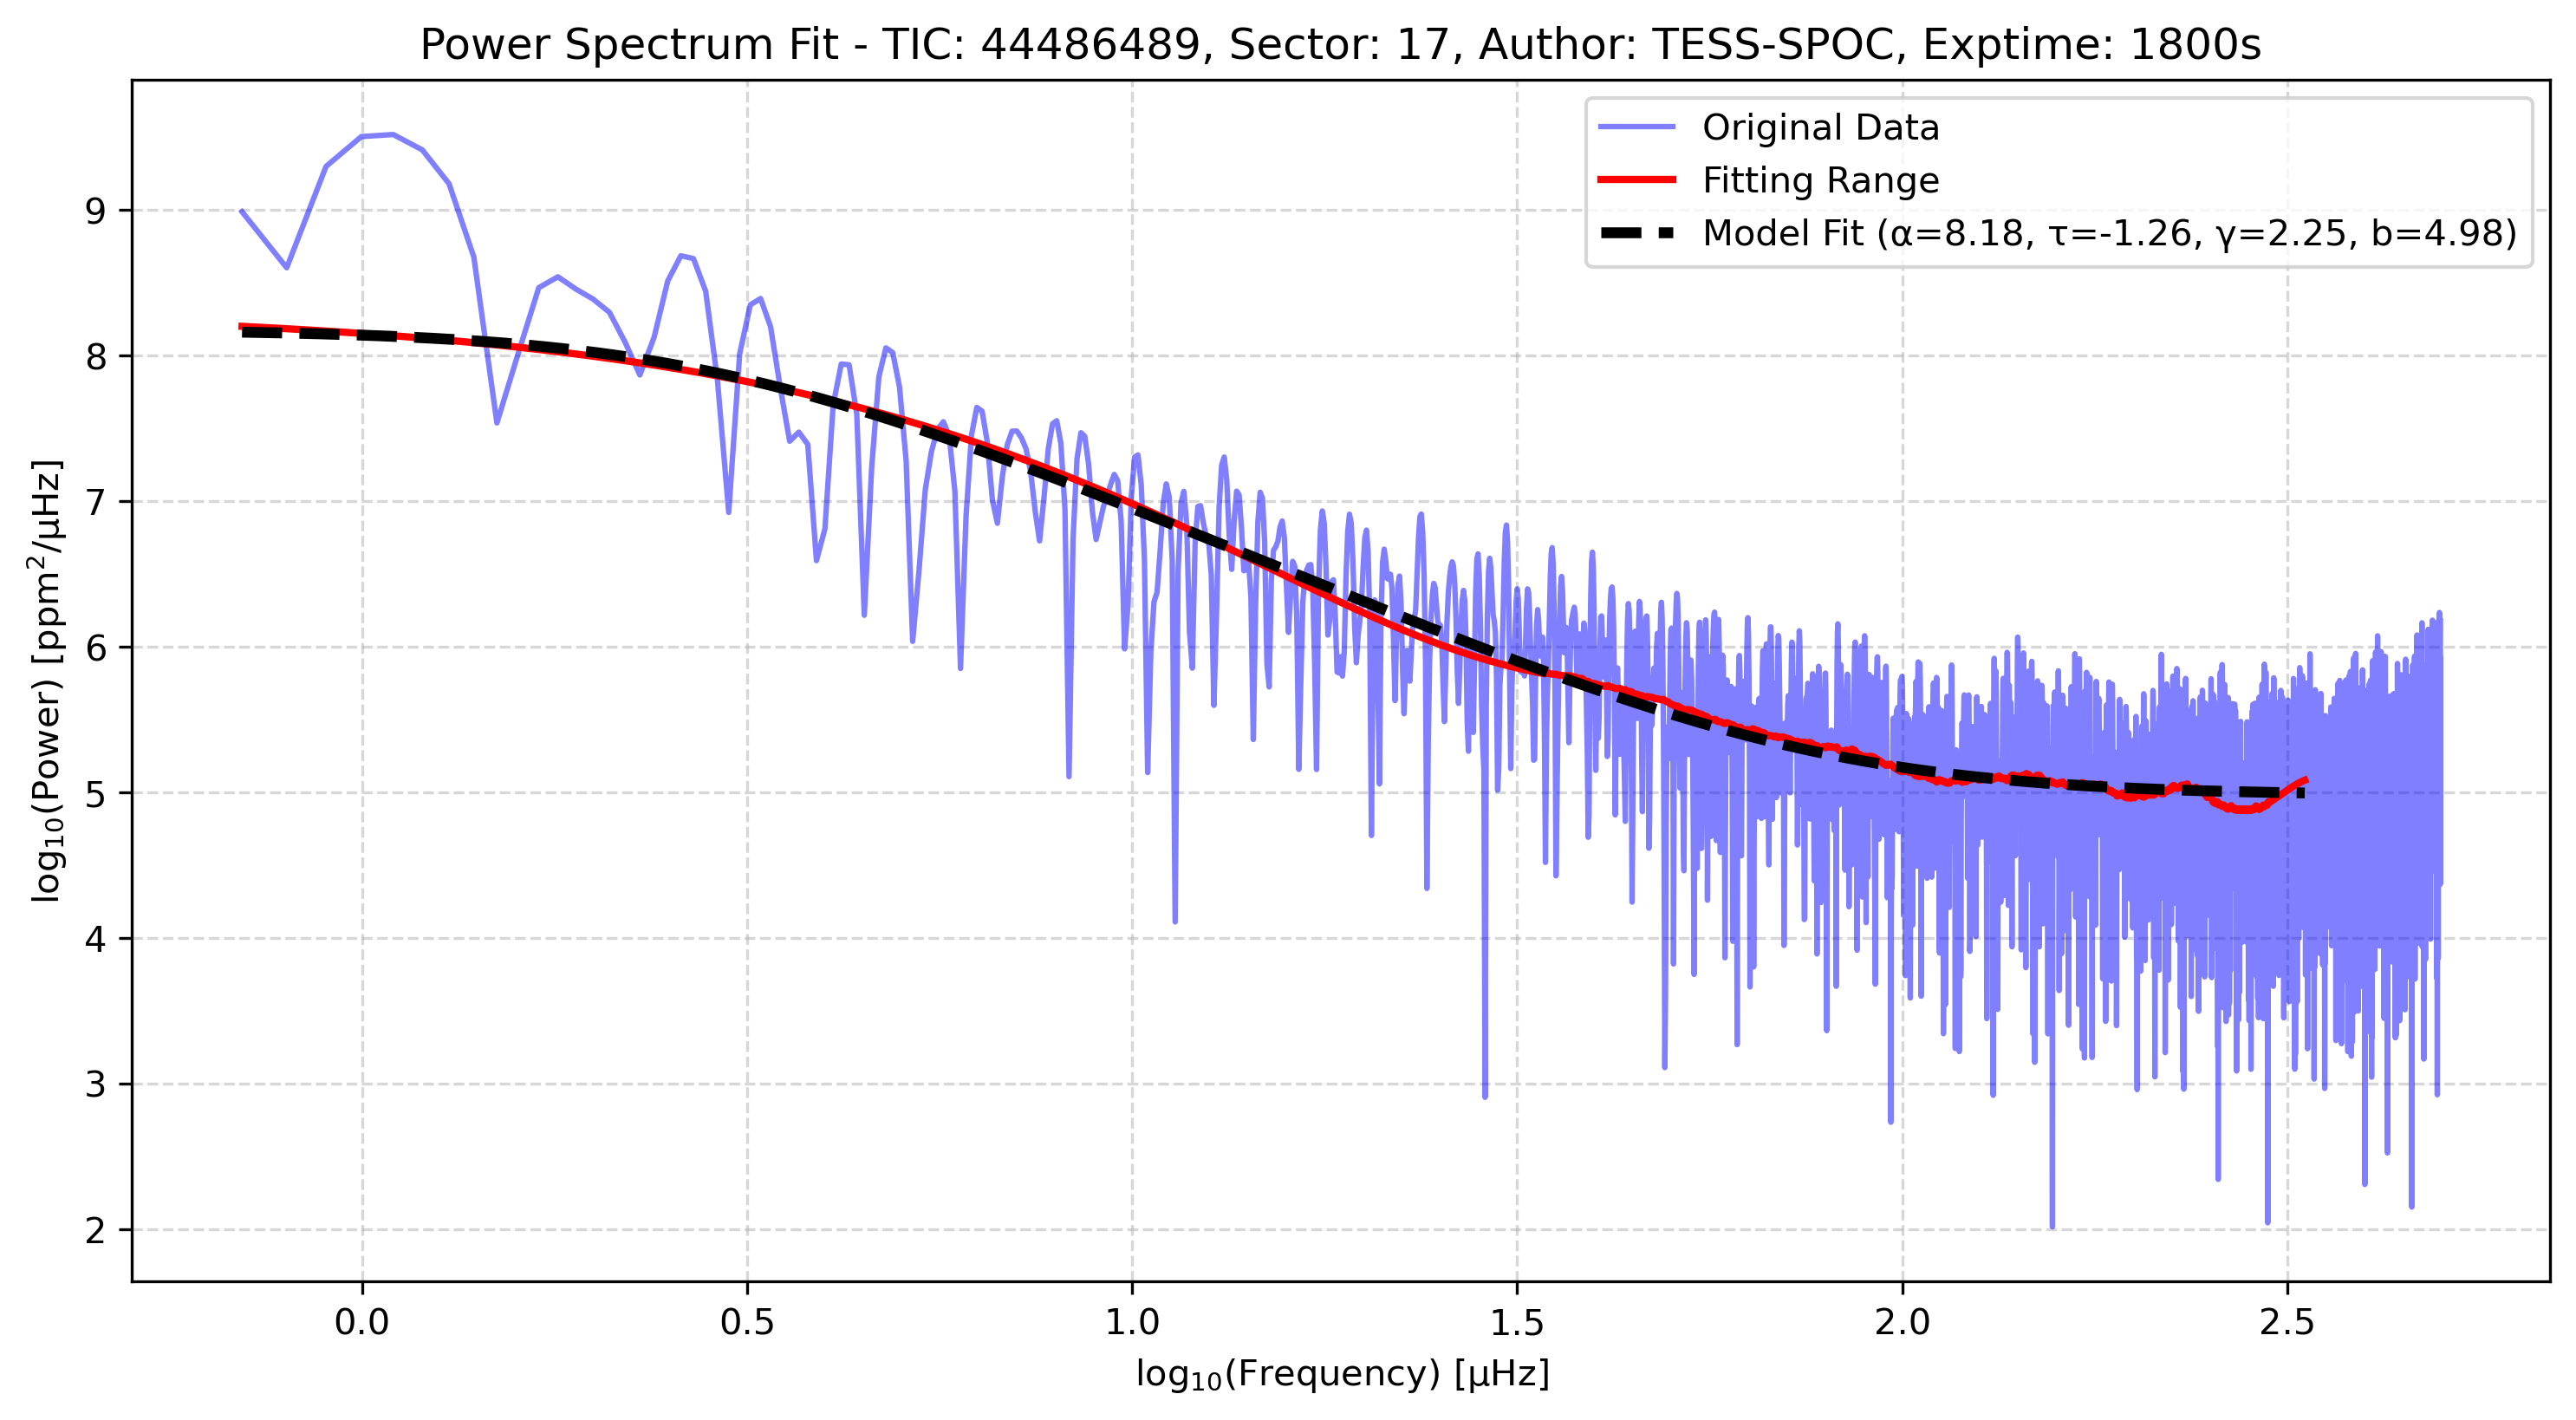 Power Spectrum Fit - TIC: 44486489, Sector: 17, Author: TESS-SPOC, Exptime: 1800s
Original Data
Fitting Range
Model Fit (α=8.18, τ=-1.26, γ=2.25, b=4.98)
log₁₀(Power) [ppm²/μHz]
9
8
7
6
5
4
3
2
0.0 0.5 1.0 1.5 2.0 2.5
log₁₀(Frequency) [μHz]